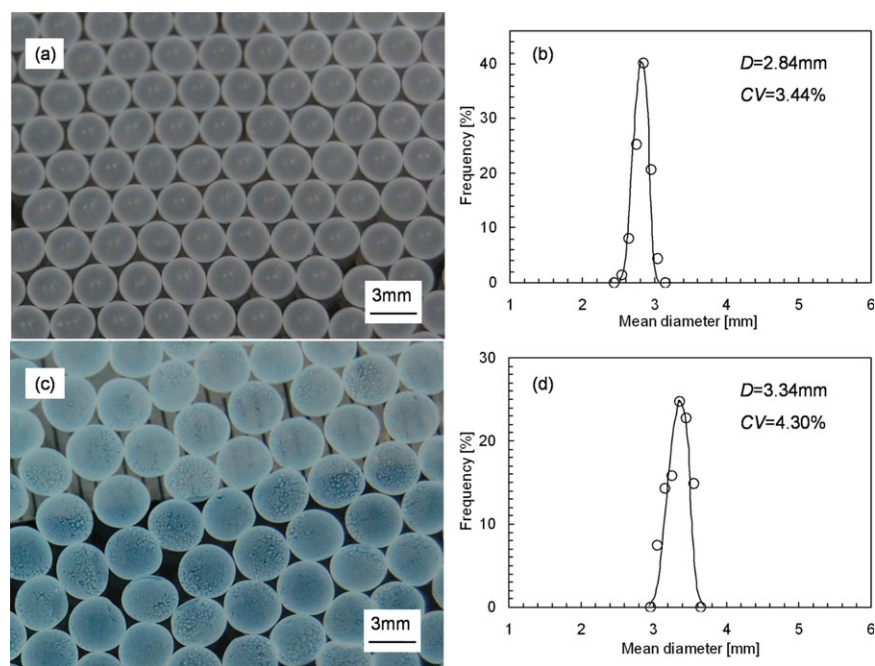 (a)
3mm
(b)
D=2.84mm
CV=3.44%
Frequency [%]
40
30
20
10
0
1 2 3 4 5 6
Mean diameter [mm]
(c)
3mm
(d)
D=3.34mm
CV=4.30%
Frequency [%]
30
20
10
0
1 2 3 4 5 6
Mean diameter [mm]